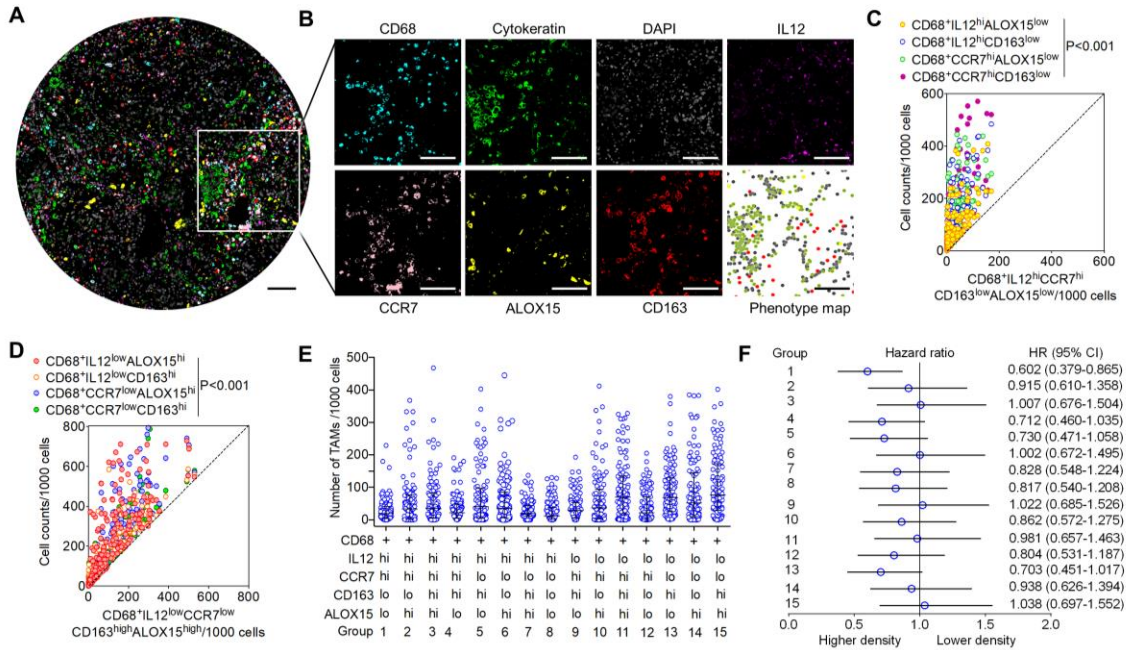 A
B
CD68 Cytokeratin DAPI IL12
CCR7 ALOX15 CD163 Phenotype map
C
CD68+IL12hiALOX15low
CD68+IL12hiCD163low
CD68+CCR7hiALOX15low
CD68+CCR7hiCD163low
P<0.001
Cell counts/1000 cells
600
400
200
0
0 200 400 600
CD68+IL12hiCCR7hi
CD163lowALOX15low/1000 cells
D
CD68+IL12lowALOX15hi
CD68+IL12lowCD163hi
CD68+CCR7lowALOX15hi
CD68+CCR7lowCD163hi
P<0.001
Cell counts/1000 cells
800
600
400
200
0
0 200 400 600 800
CD68+IL12lowCCR7low
CD163highALOX15high/1000 cells
E
Number of TAMs /1000 cells
500
400
300
200
100
0
CD68 + + + + + + + + + + + + + + +
IL12 hi hi hi hi hi hi hi hi lo lo lo lo lo lo lo
CCR7 hi hi hi hi lo lo lo lo hi hi hi hi lo lo lo
CD163 lo lo hi hi lo hi lo hi lo lo hi hi hi lo hi
ALOX15 lo hi hi lo hi hi lo lo lo hi hi lo lo hi hi
Group 1 2 3 4 5 6 7 8 9 10 11 12 13 14 15
F
Group Hazard ratio HR (95% CI)
1 0.602 (0.379-0.865)
2 0.915 (0.610-1.358)
3 1.007 (0.676-1.504)
4 0.712 (0.460-1.035)
5 0.730 (0.471-1.058)
6 1.002 (0.672-1.495)
7 0.828 (0.548-1.224)
8 0.817 (0.540-1.208)
9 1.022 (0.685-1.526)
10 0.862 (0.572-1.275)
11 0.981 (0.657-1.463)
12 0.804 (0.531-1.187)
13 0.703 (0.451-1.017)
14 0.938 (0.626-1.394)
15 1.038 (0.697-1.552)
0.0 0.5 1.0 1.5 2.0
Higher density Lower density